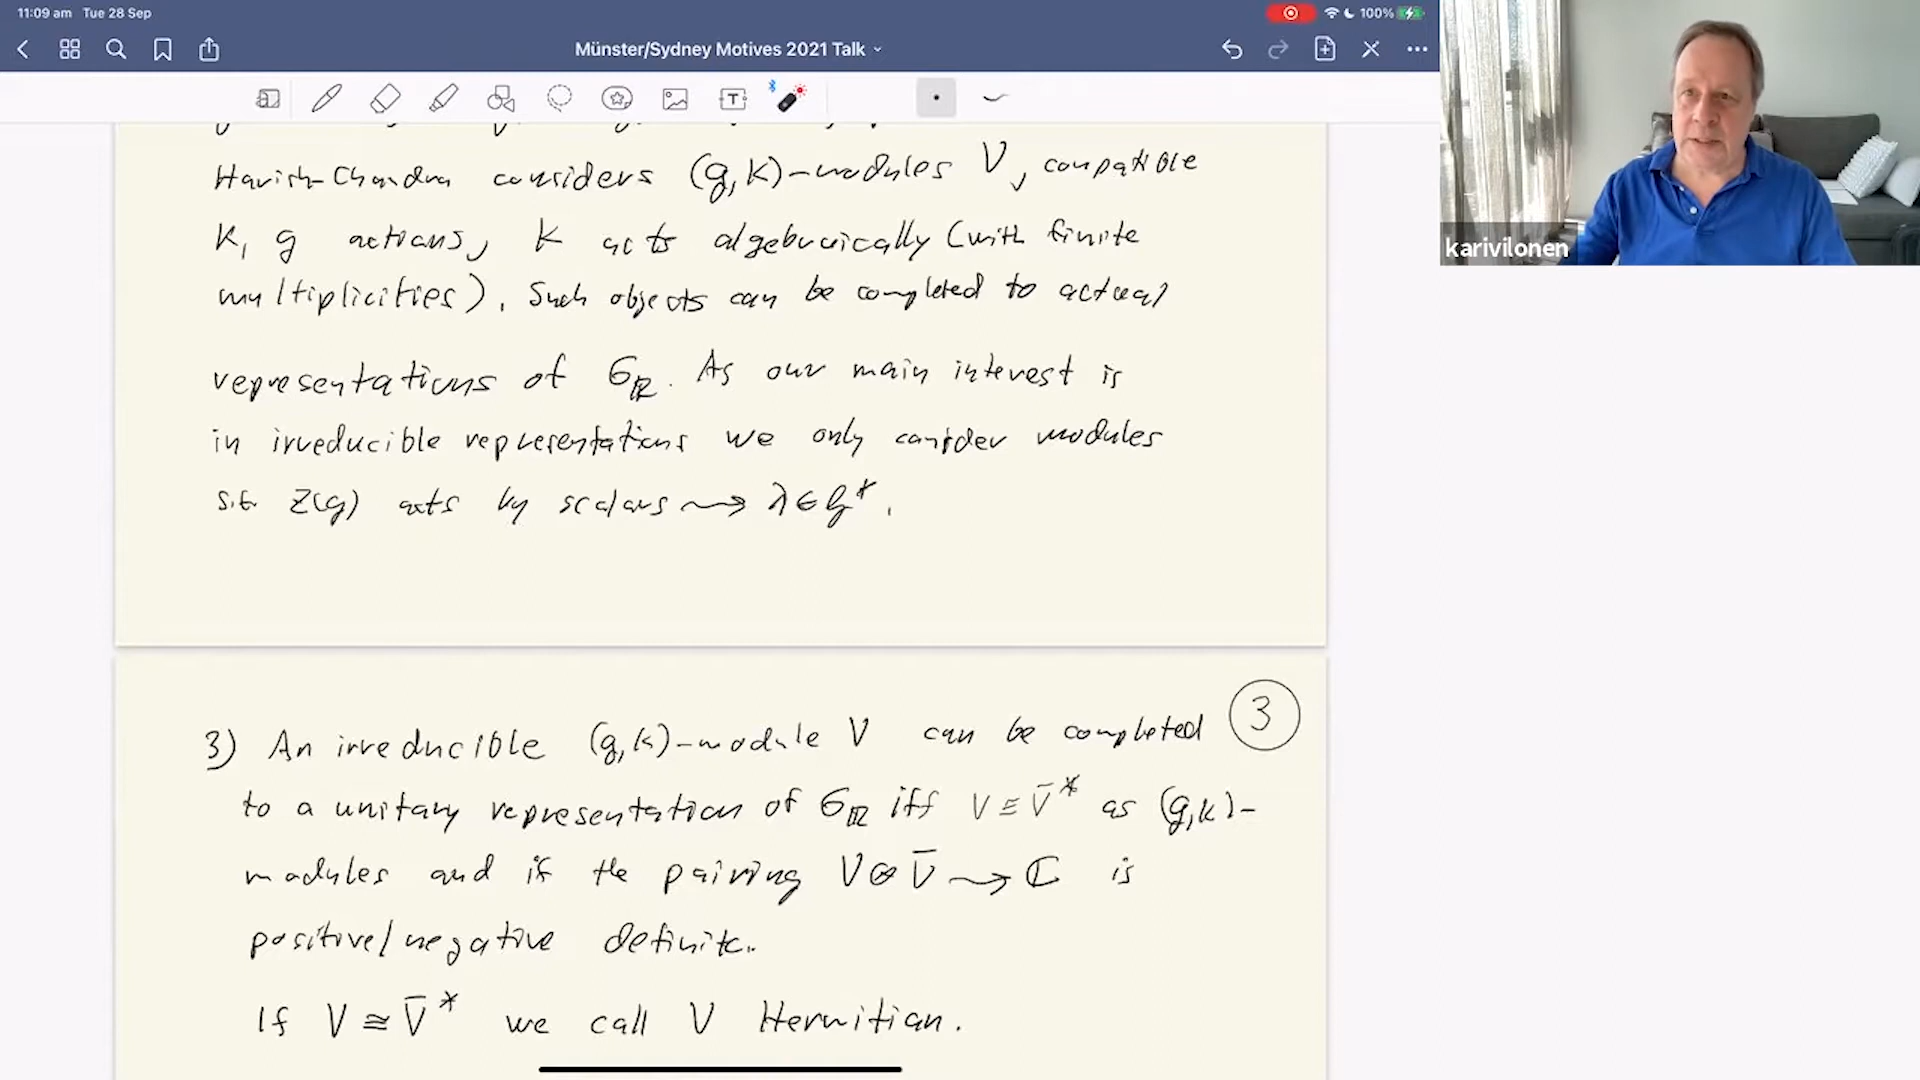 11:09 am Tue 28 Sep
100%
Münster/Sydney Motives 2021 Talk
T
Harish-Chandra considers (g,K)-modules V, compatible
K, g actions, K acts algebraically (with finite
multiplicities). Such objects can be completed to actual
representations of G_ℝ. As our main interest is
in irreducible representations we only consider modules
s.t. Z(g) acts by scalars ⇝ λ∈h*.
3
3) An irreducible (g,K)-module V can be completed
to a unitary representation of G_ℝ iff V≅V̄* as (g,K)-
modules and if the pairing V⊗V̄→ℂ is
positive/negative definite.
If V≅V̄* we call V Hermitian.
karivilonen